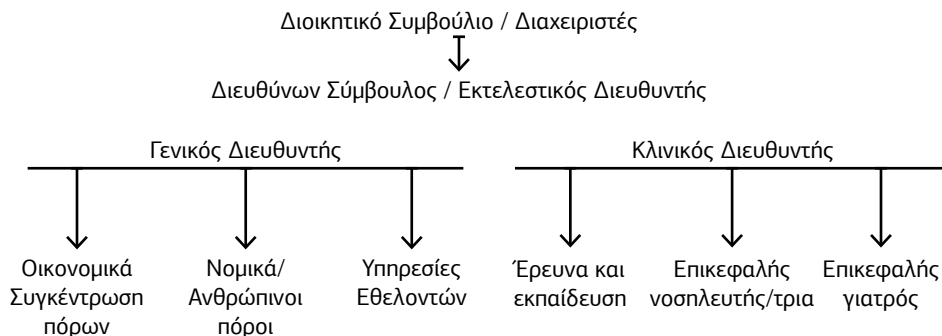 Διοικητικό Συμβούλιο / Διαχειριστές
Διευθύνων Σύμβουλος / Εκτελεστικός Διευθυντής
Γενικός Διευθυντής
Κλινικός Διευθυντής
Οικονομικά
Συγκέντρωση
πόρων
Νομικά/
Ανθρώπινοι
πόροι
Υπηρεσίες
Εθελοντών
Έρευνα και
εκπαίδευση
Επικεφαλής
νοσηλευτής/τρια
Επικεφαλής
γιατρός